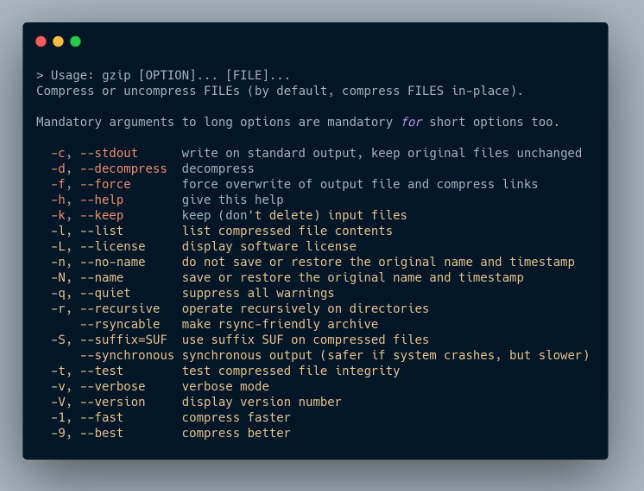 > Usage: gzip [OPTION]... [FILE]...
Compress or uncompress FILEs (by default, compress FILES in-place).

Mandatory arguments to long options are mandatory for short options too.

  -c, --stdout      write on standard output, keep original files unchanged
  -d, --decompress  decompress
  -f, --force       force overwrite of output file and compress links
  -h, --help        give this help
  -k, --keep        keep (don't delete) input files
  -l, --list        list compressed file contents
  -L, --license     display software license
  -n, --no-name     do not save or restore the original name and timestamp
  -N, --name        save or restore the original name and timestamp
  -q, --quiet       suppress all warnings
  -r, --recursive   operate recursively on directories
      --rsyncable   make rsync-friendly archive
  -S, --suffix=SUF  use suffix SUF on compressed files
      --synchronous synchronous output (safer if system crashes, but slower)
  -t, --test        test compressed file integrity
  -v, --verbose     verbose mode
  -V, --version     display version number
  -1, --fast        compress faster
  -9, --best        compress better